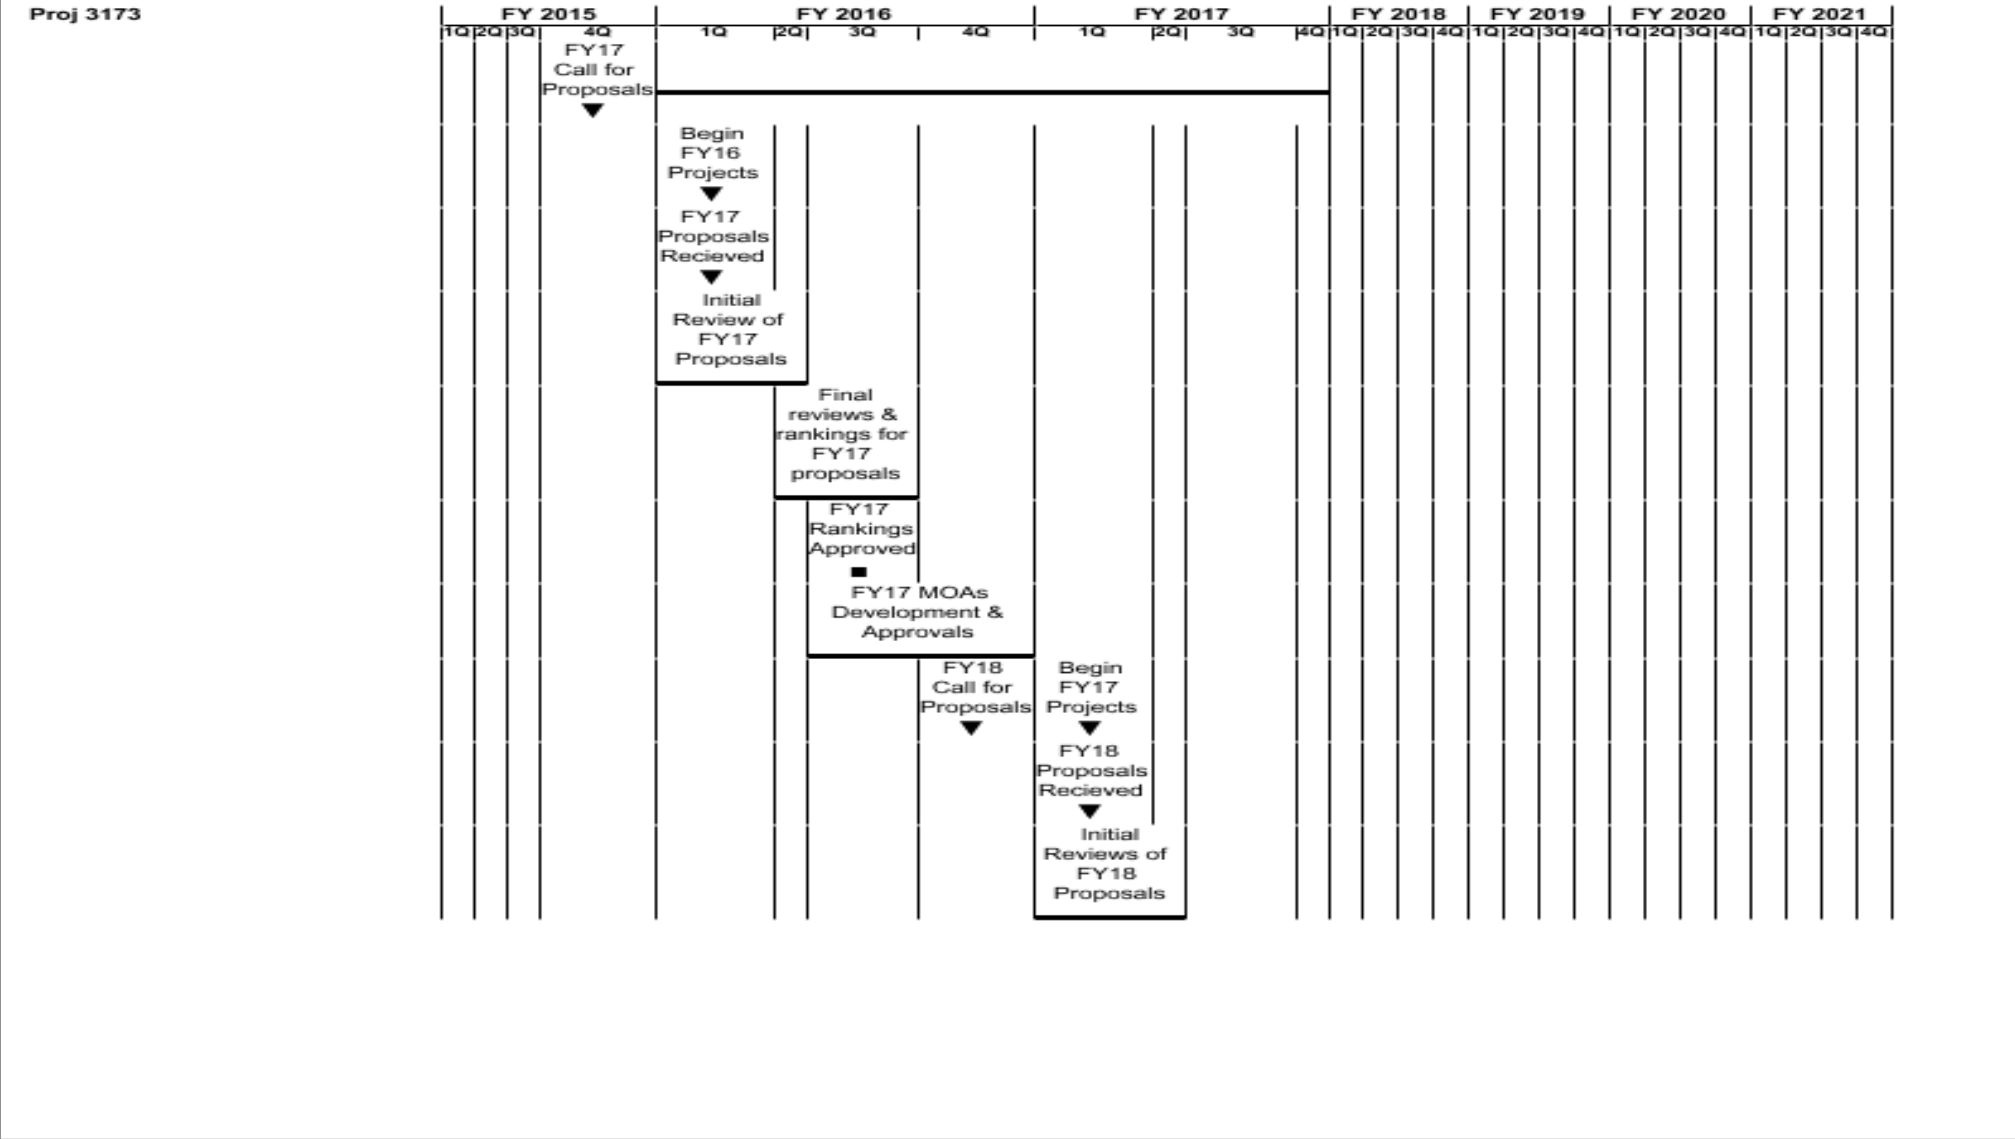 Proj 3173
FY 2015 FY 2016 FY 2017 FY 2018 FY 2019 FY 2020 FY 2021
1Q 2Q 3Q 4Q 1Q 2Q 3Q 4Q 1Q 2Q 3Q 4Q 1Q 2Q 3Q 4Q 1Q 2Q 3Q 4Q 1Q 2Q 3Q 4Q 1Q 2Q 3Q 4Q
FY17
Call for
Proposals
Begin
FY16
Projects
FY17
Proposals
Recieved
Initial
Review of
FY17
Proposals
Final
reviews &
rankings for
FY17
proposals
FY17
Rankings
Approved
FY17 MOAs
Development &
Approvals
FY18
Call for
Proposals
Begin
FY17
Projects
FY18
Proposals
Recieved
Initial
Reviews of
FY18
Proposals